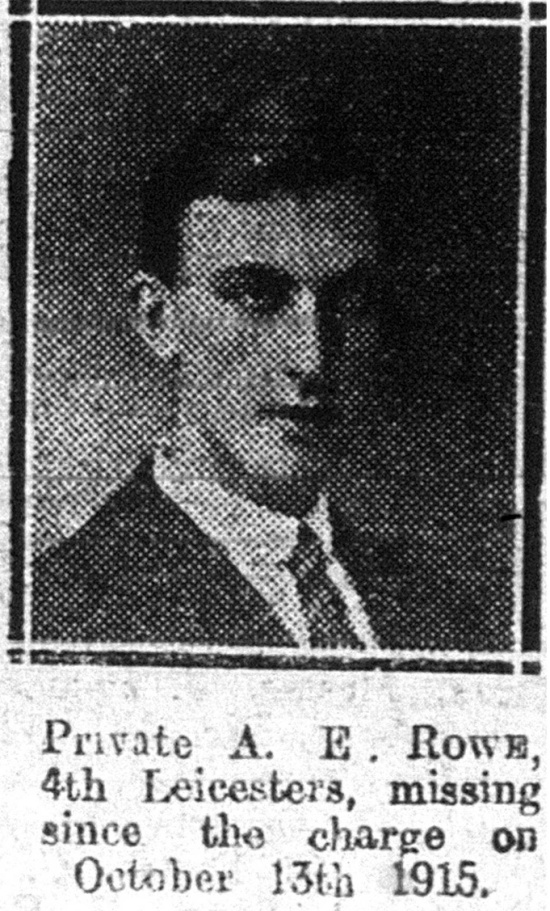 Private A. E. ROWE,
4th Leicesters, missing
since the charge on
October 13th 1915.